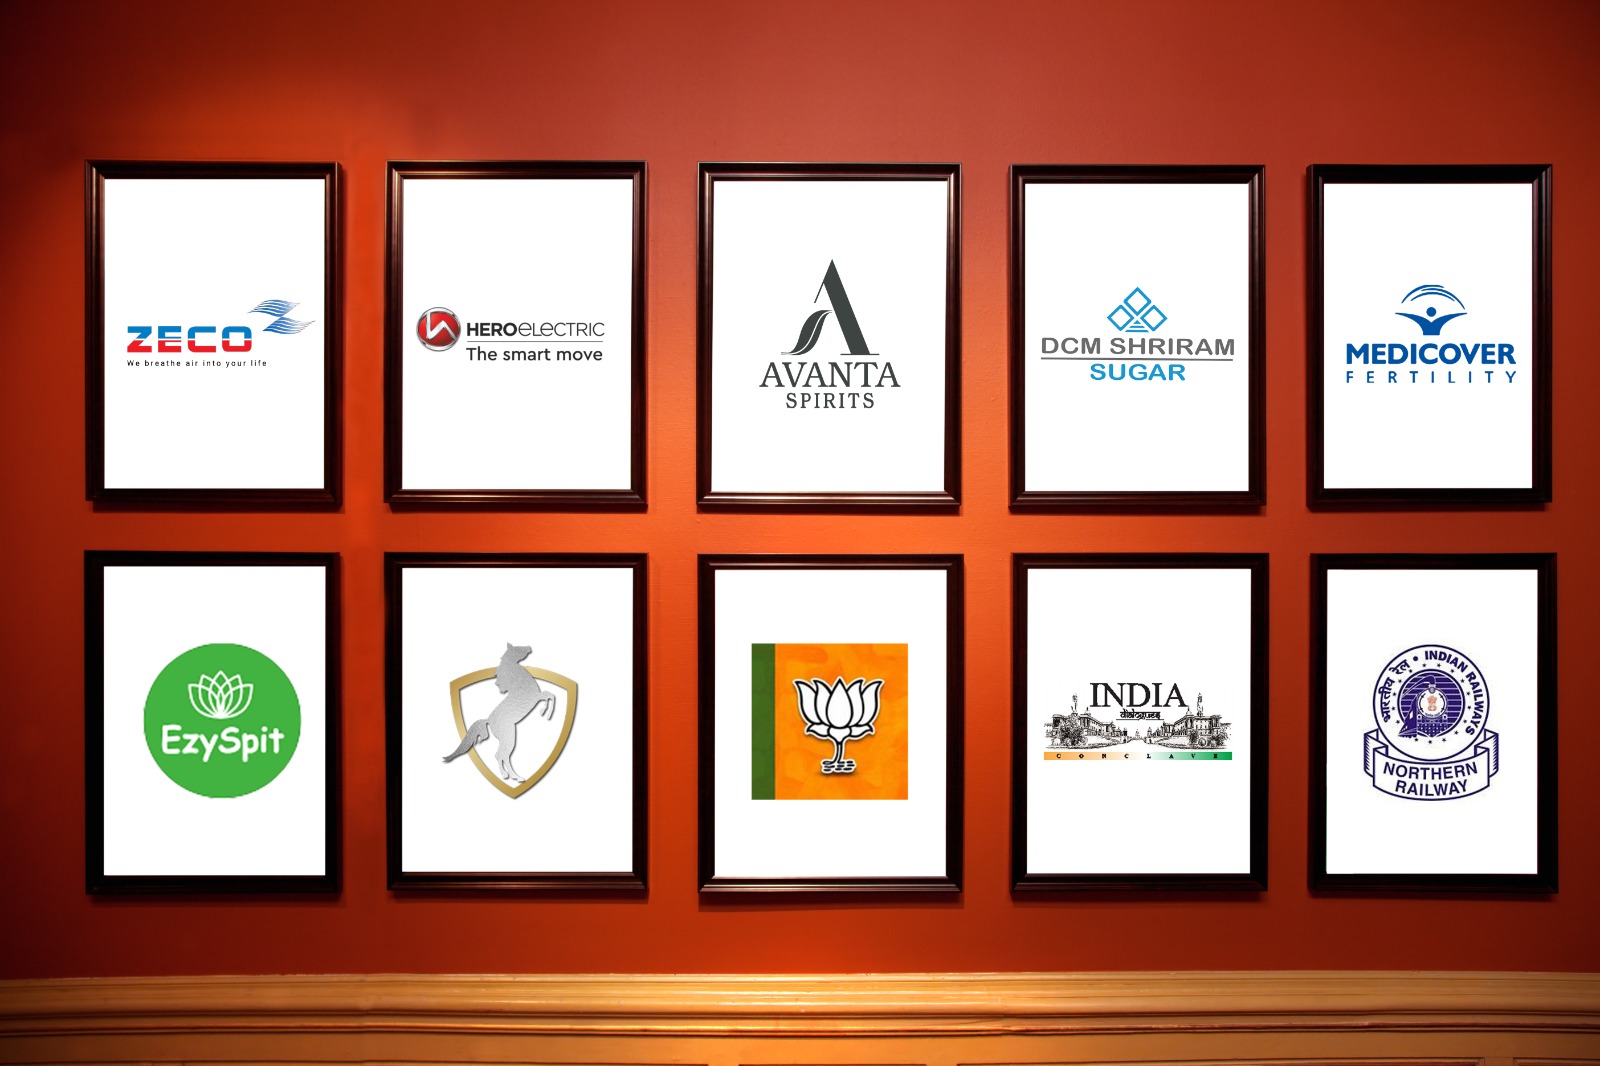 ZECO
We breathe air into your life
HEROELECTRIC
The smart move
AVANTA
SPIRITS
DCM SHRIRAM
SUGAR
MEDICOVER
FERTILITY
EzySpit
INDIA
dialogues
CONCLAVE
भारतीय रेल • INDIAN RAILWAYS
NORTHERN
RAILWAY